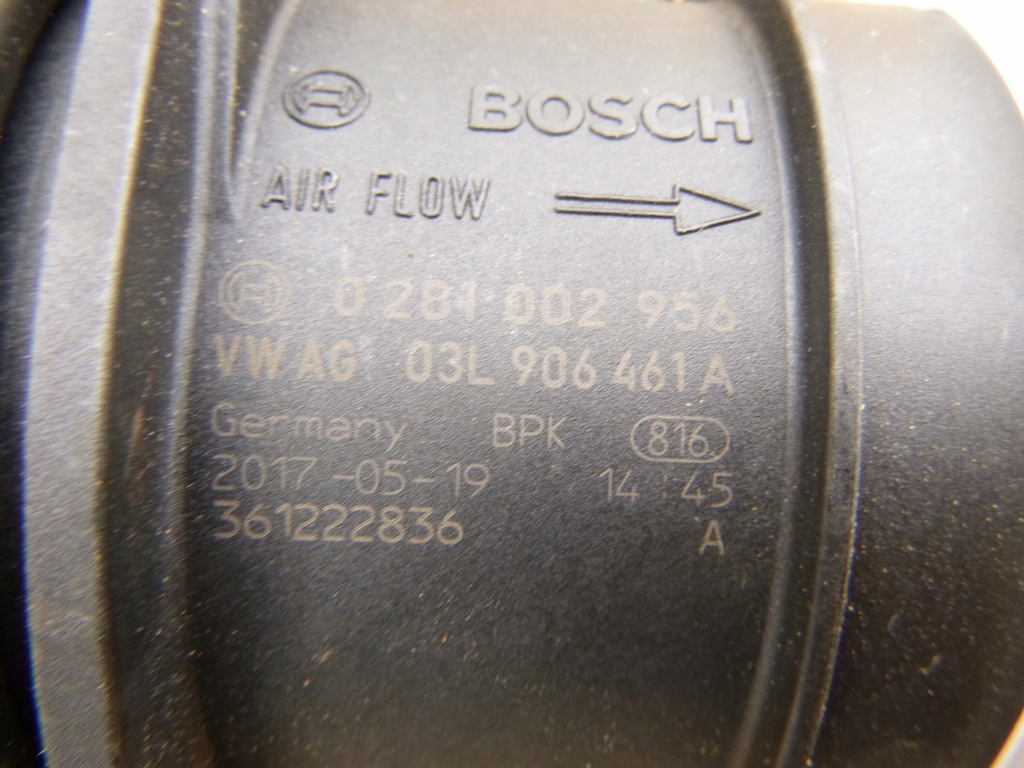 BOSCH
AIR FLOW
0 281 002 956
VW AG 03L 906 461 A
Germany BPK 816
2017-05-19 14:45
361222836 A